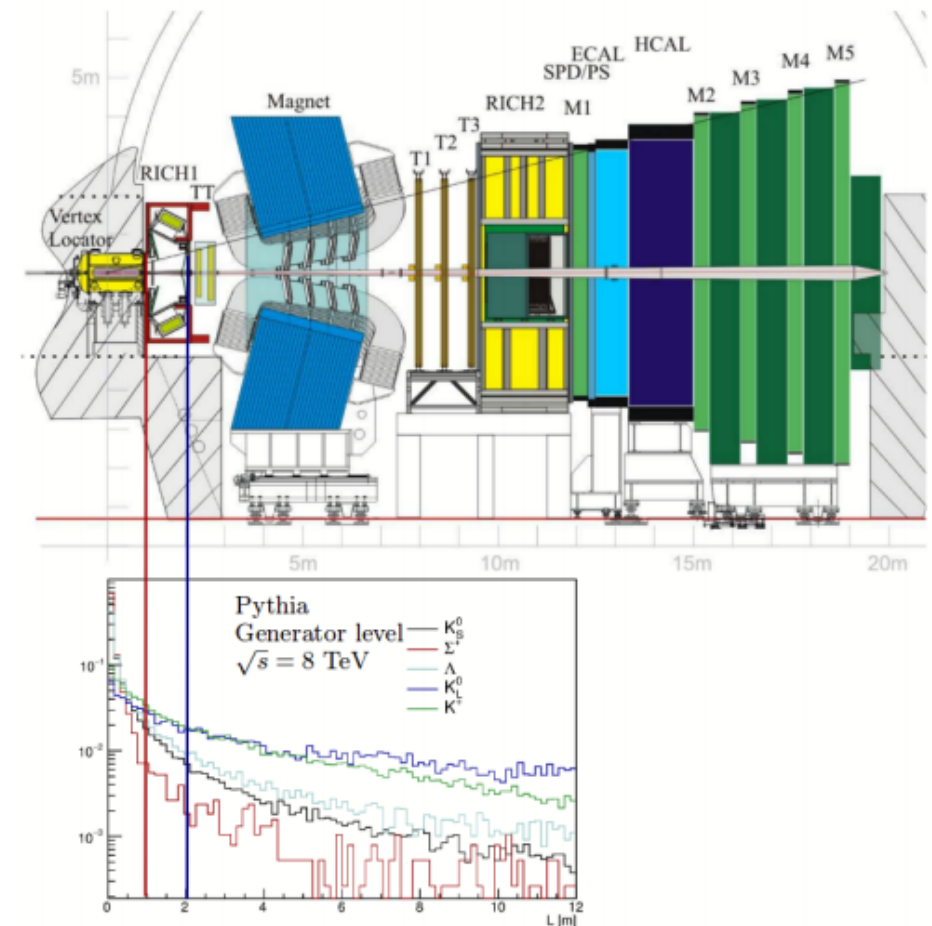 HCAL
ECAL
SPD/PS
M5
M4
M3
M2
M1
5m
Magnet
RICH2
T3
T2
T1
RICH1
TT
Vertex
Locator
5m
10m
15m
20m
Pythia
Generator level
√s = 8 TeV
K⁰_S
Σ⁺
Λ
K⁰_L
K⁺
10⁻¹
10⁻²
10⁻³
0 2 4 6 8 10 12
L [m]